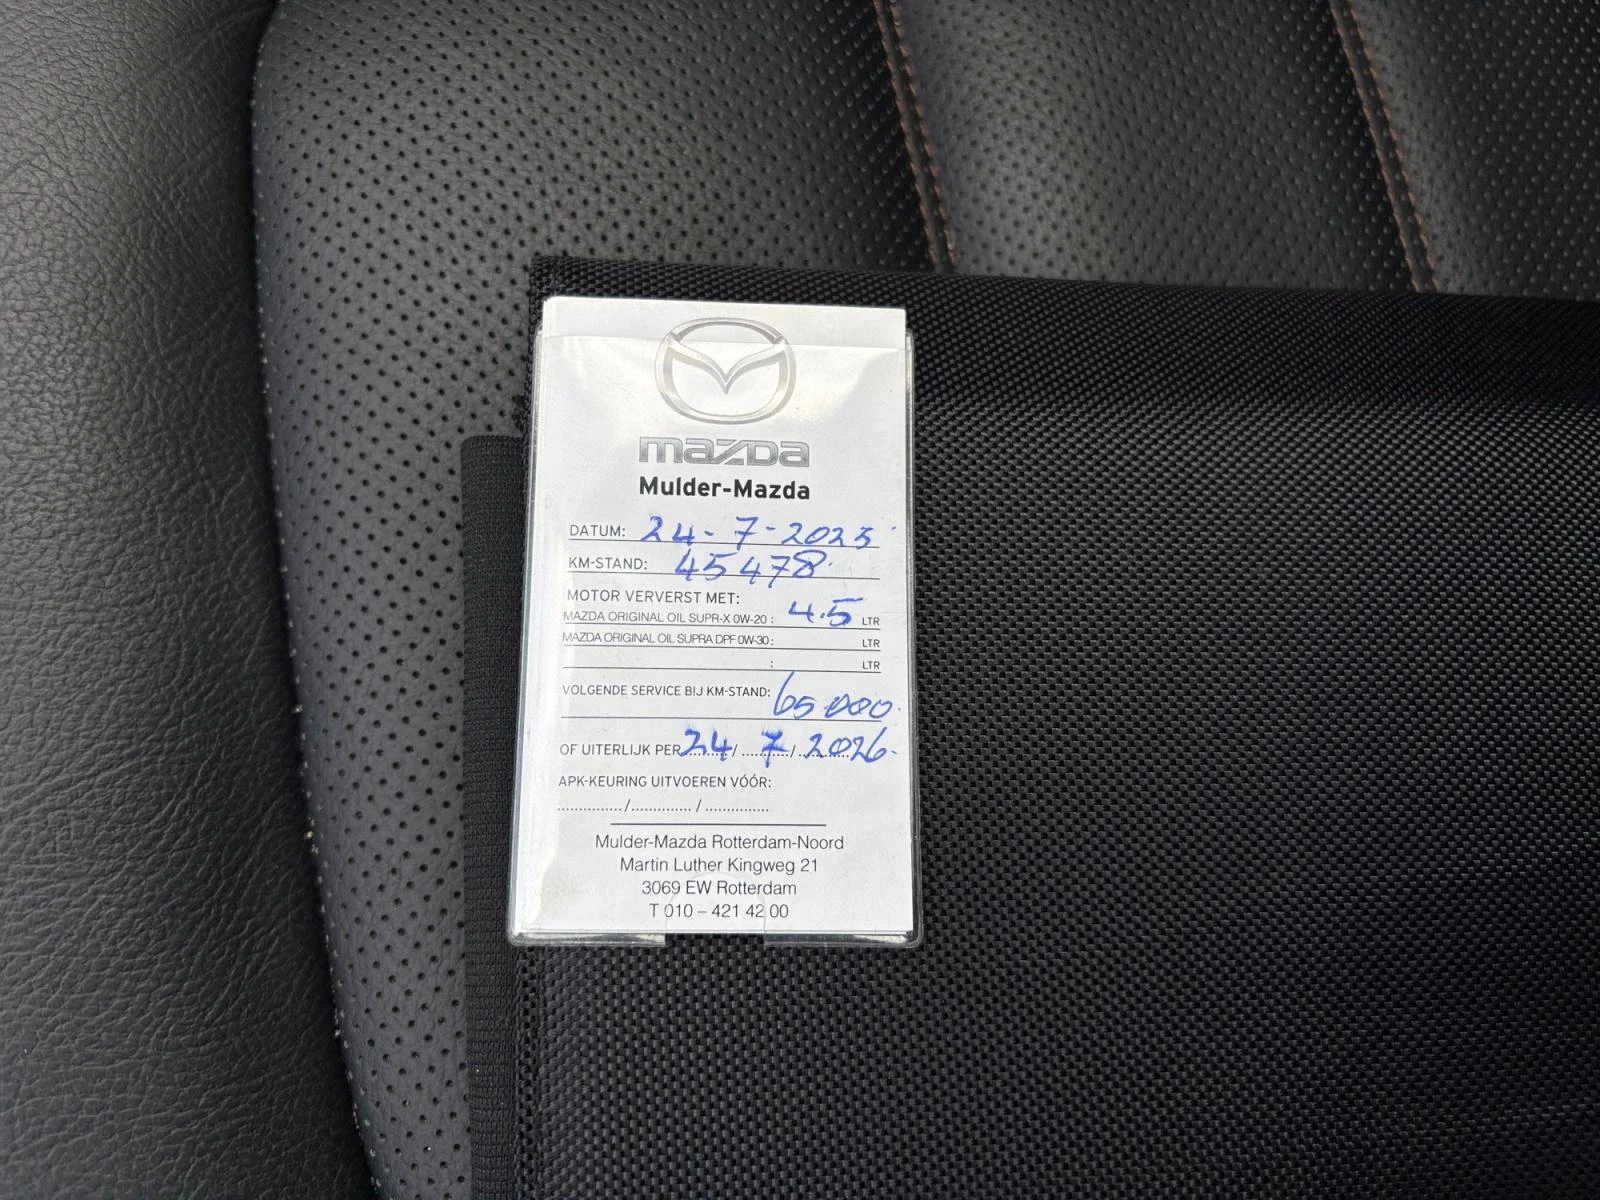 mazda
Mulder-Mazda
DATUM: 24-7-2025
KM-STAND: 45478
MOTOR VERVERST MET:
MAZDA ORIGINAL OIL SUPR-X 0W-20 : 4.5 LTR
MAZDA ORIGINAL OIL SUPRA DPF 0W-30 : LTR
: LTR
VOLGENDE SERVICE BIJ KM-STAND: 65000
OF UITERLIJK PER 24 / 7 / 2026
APK-KEURING UITVOEREN VÓÓR:
............... /.............. / ...............
Mulder-Mazda Rotterdam-Noord
Martin Luther Kingweg 21
3069 EW Rotterdam
T 010 – 421 42 00